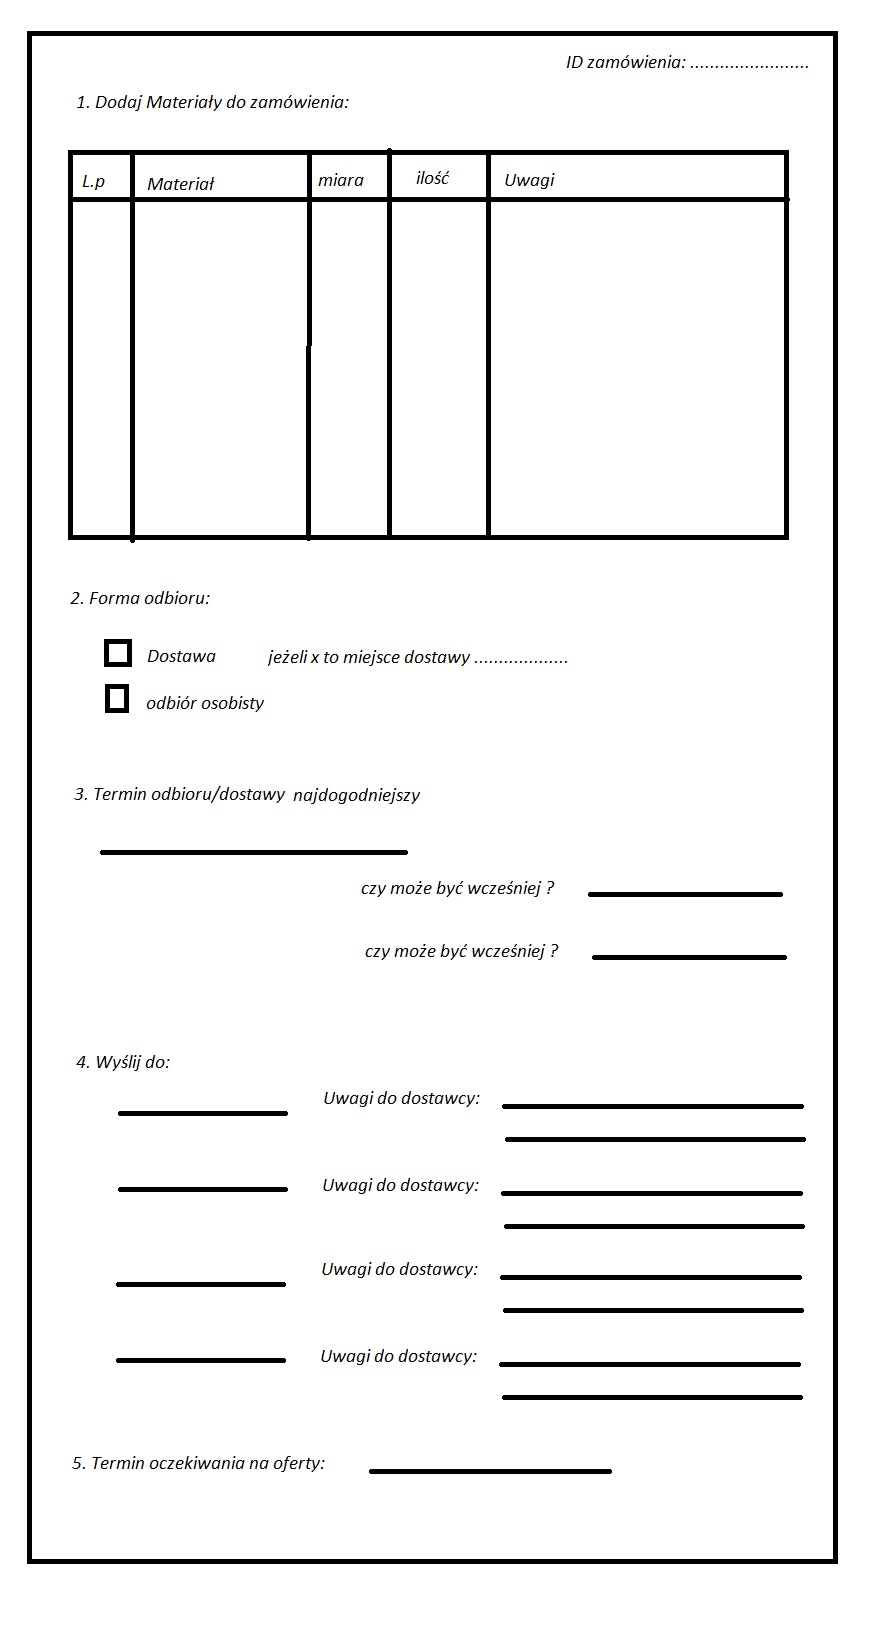 ID zamówienia: ........................
1. Dodaj Materiały do zamówienia:
L.p Materiał miara ilość Uwagi
2. Forma odbioru:
Dostawa jeżeli x to miejsce dostawy ...................
odbiór osobisty
3. Termin odbioru/dostawy najdogodniejszy
czy może być wcześniej ?
czy może być wcześniej ?
4. Wyślij do:
Uwagi do dostawcy:
Uwagi do dostawcy:
Uwagi do dostawcy:
Uwagi do dostawcy:
5. Termin oczekiwania na oferty: